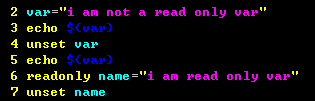 2 var="i am not a read only var"
3 echo $(var)
4 unset var
5 echo $(var)
6 readonly name="i am read only var"
7 unset name